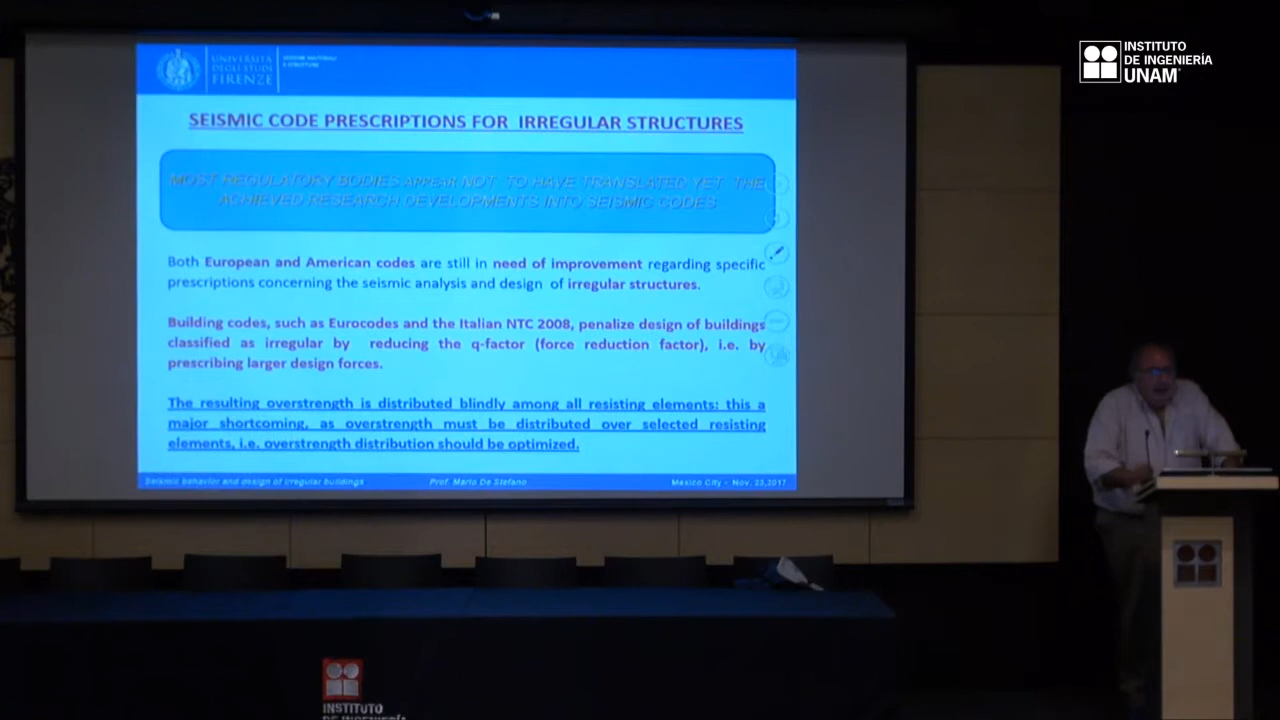 INSTITUTO
DE INGENIERÍA
UNAM
UNIVERSITÀ
DEGLI STUDI
FIRENZE
SEISMIC CODE PRESCRIPTIONS FOR IRREGULAR STRUCTURES
MOST REGULATORY BODIES APPEAR NOT TO HAVE TRANSLATED YET THE
ACHIEVED RESEARCH DEVELOPMENTS INTO SEISMIC CODES
Both European and American codes are still in need of improvement regarding specific
prescriptions concerning the seismic analysis and design of irregular structures.
Building codes, such as Eurocodes and the Italian NTC 2008, penalize design of buildings
classified as irregular by reducing the q-factor (force reduction factor), i.e. by
prescribing larger design forces.
The resulting overstrength is distributed blindly among all resisting elements: this a
major shortcoming, as overstrength must be distributed over selected resisting
elements, i.e. overstrength distribution should be optimized.
Seismic behavior and design of irregular buildings Prof. Mario De Stefano Mexico City - Nov. 23,2017
INSTITUTO
DE INGENIERÍA